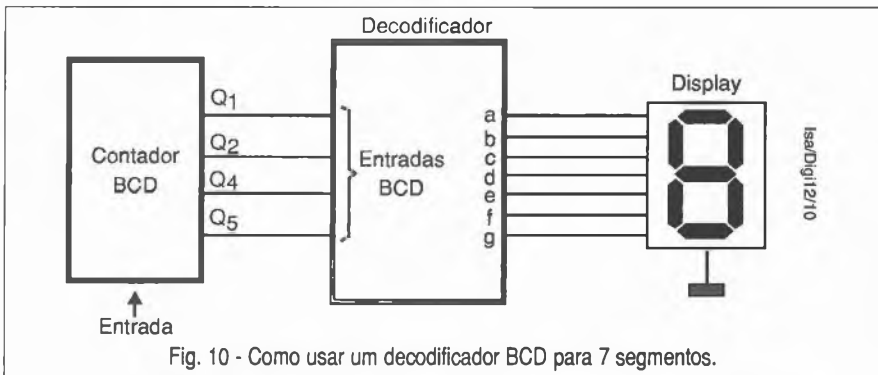 Decodificador
Display
Contador
BCD
Entrada
Q1
Q2
Q4
Q5
Entradas
BCD
a
b
c
d
e
f
g
Isa/Digi12/10
Fig. 10 - Como usar um decodificador BCD para 7 segmentos.